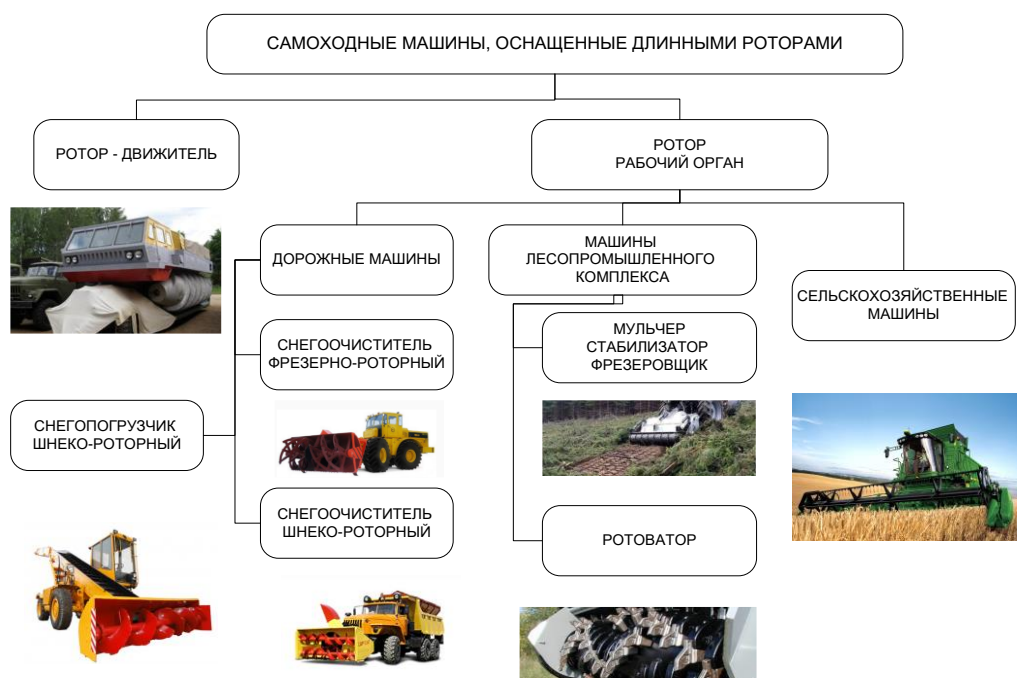 САМОХОДНЫЕ МАШИНЫ, ОСНАЩЕННЫЕ ДЛИННЫМИ РОТОРАМИ
РОТОР - ДВИЖИТЕЛЬ
РОТОР
РАБОЧИЙ ОРГАН
ДОРОЖНЫЕ МАШИНЫ
МАШИНЫ
ЛЕСОПРОМЫШЛЕННОГО
КОМПЛЕКСА
СЕЛЬСКОХОЗЯЙСТВЕННЫЕ
МАШИНЫ
СНЕГООЧИСТИТЕЛЬ
ФРЕЗЕРНО-РОТОРНЫЙ
МУЛЬЧЕР
СТАБИЛИЗАТОР
ФРЕЗЕРОВЩИК
СНЕГОПОГРУЗЧИК
ШНЕКО-РОТОРНЫЙ
СНЕГООЧИСТИТЕЛЬ
ШНЕКО-РОТОРНЫЙ
РОТОВАТОР